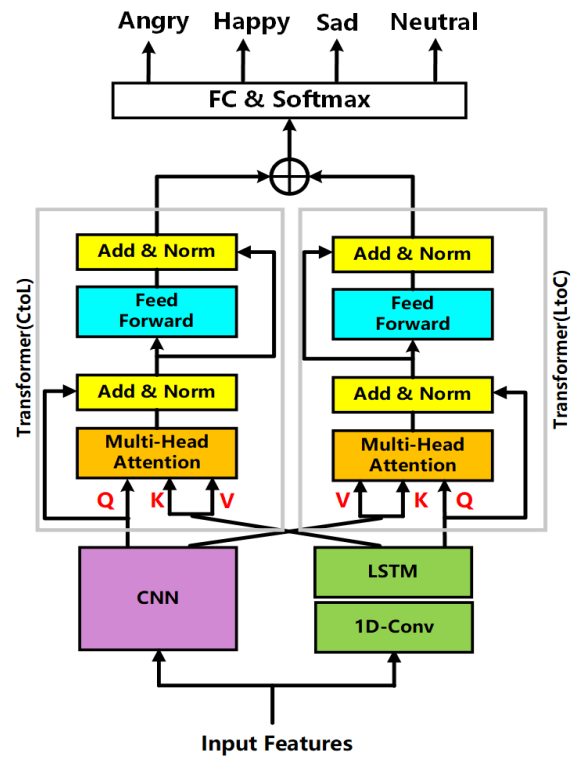 Angry Happy Sad Neutral
FC & Softmax
Transformer(CtoL)
Add & Norm
Feed
Forward
Add & Norm
Multi-Head
Attention
Q K V
Transformer(LtoC)
Add & Norm
Feed
Forward
Add & Norm
Multi-Head
Attention
V K Q
CNN
LSTM
1D-Conv
Input Features